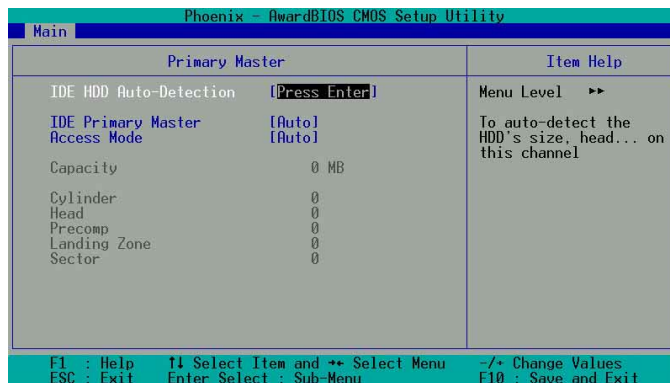 Phoenix - AwardBIOS CMOS Setup Utility
Main
Primary Master
Item Help
IDE HDD Auto-Detection [Press Enter]
IDE Primary Master [Auto]
Access Mode [Auto]
Capacity 0 MB
Cylinder 0
Head 0
Precomp 0
Landing Zone 0
Sector 0
Menu Level ►►
To auto-detect the
HDD's size, head... on
this channel
F1 : Help ↑↓ Select Item and →← Select Menu -/+ Change Values
ESC : Exit Enter Select : Sub-Menu F10 : Save and Exit